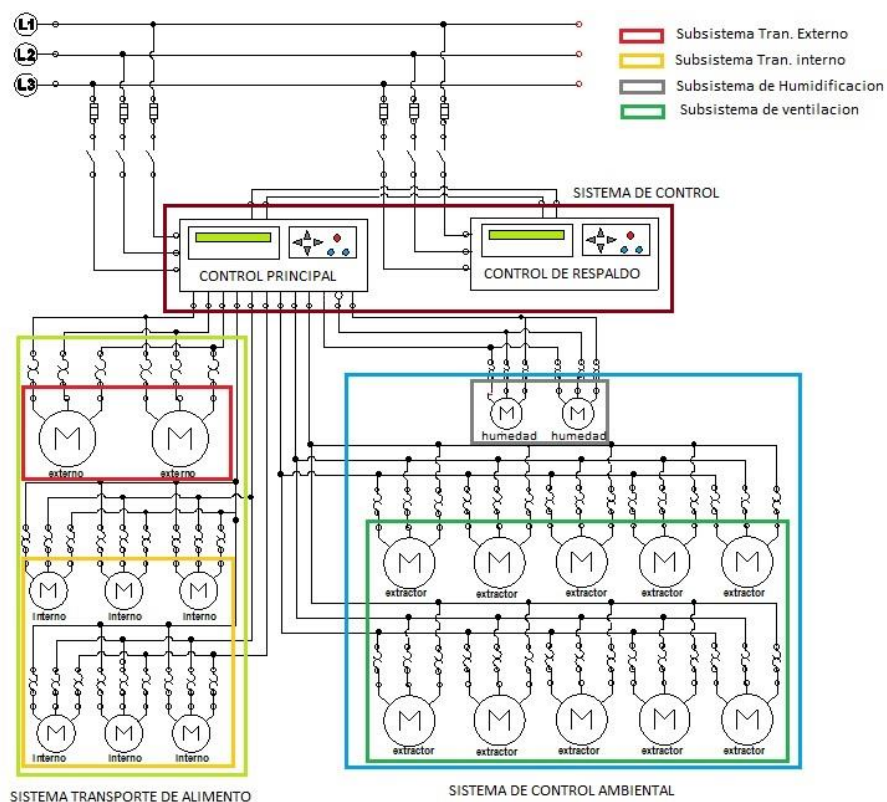 L1
L2
L3
Subsistema Tran. Externo
Subsistema Tran. interno
Subsistema de Humidificacion
Subsistema de ventilacion
SISTEMA DE CONTROL
CONTROL PRINCIPAL
CONTROL DE RESPALDO
M
M
humedad
humedad
M
M
externo
externo
M
M
M
M
M
extractor
extractor
extractor
extractor
extractor
M
M
M
Interno
Interno
Interno
M
M
M
M
M
extractor
extractor
extractor
extractor
extractor
M
M
M
Interno
Interno
Interno
SISTEMA TRANSPORTE DE ALIMENTO
SISTEMA DE CONTROL AMBIENTAL